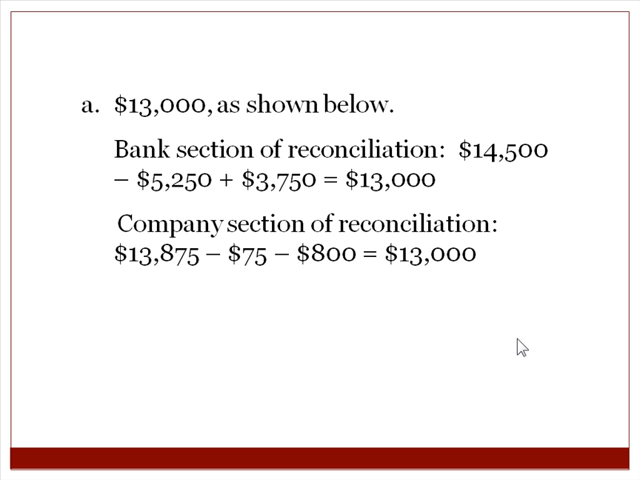 a. $13,000, as shown below.
Bank section of reconciliation: $14,500
– $5,250 + $3,750 = $13,000
Company section of reconciliation:
$13,875 – $75 – $800 = $13,000